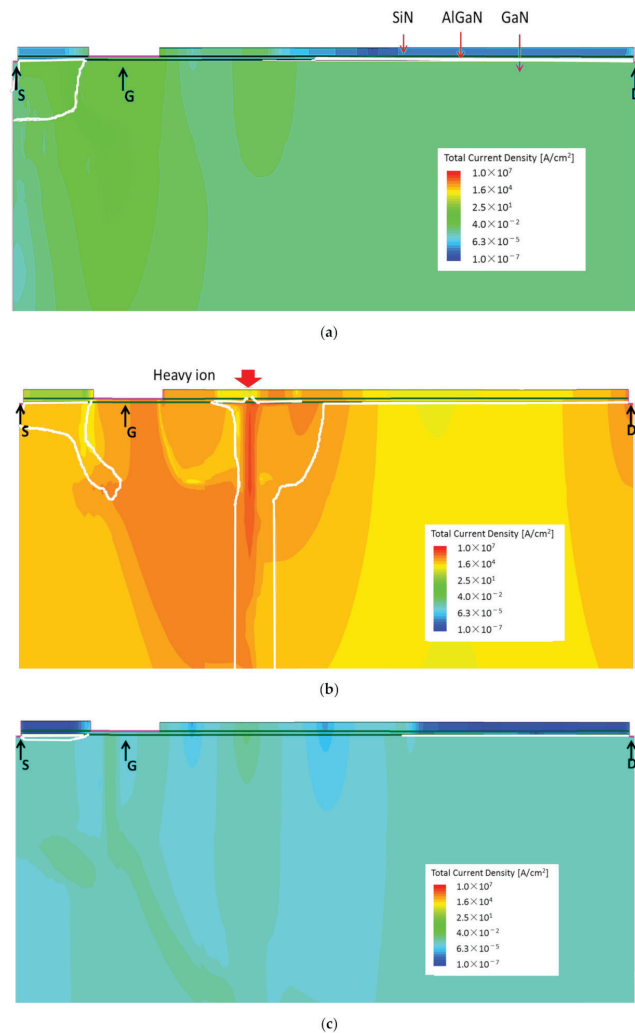 SiN AlGaN GaN
S G D
Total Current Density [A/cm²]
1.0×10⁷
1.6×10⁴
2.5×10¹
4.0×10⁻²
6.3×10⁻⁵
1.0×10⁻⁷
(a)
Heavy ion
S G D
Total Current Density [A/cm²]
1.0×10⁷
1.6×10⁴
2.5×10¹
4.0×10⁻²
6.3×10⁻⁵
1.0×10⁻⁷
(b)
S G D
Total Current Density [A/cm²]
1.0×10⁷
1.6×10⁴
2.5×10¹
4.0×10⁻²
6.3×10⁻⁵
1.0×10⁻⁷
(c)